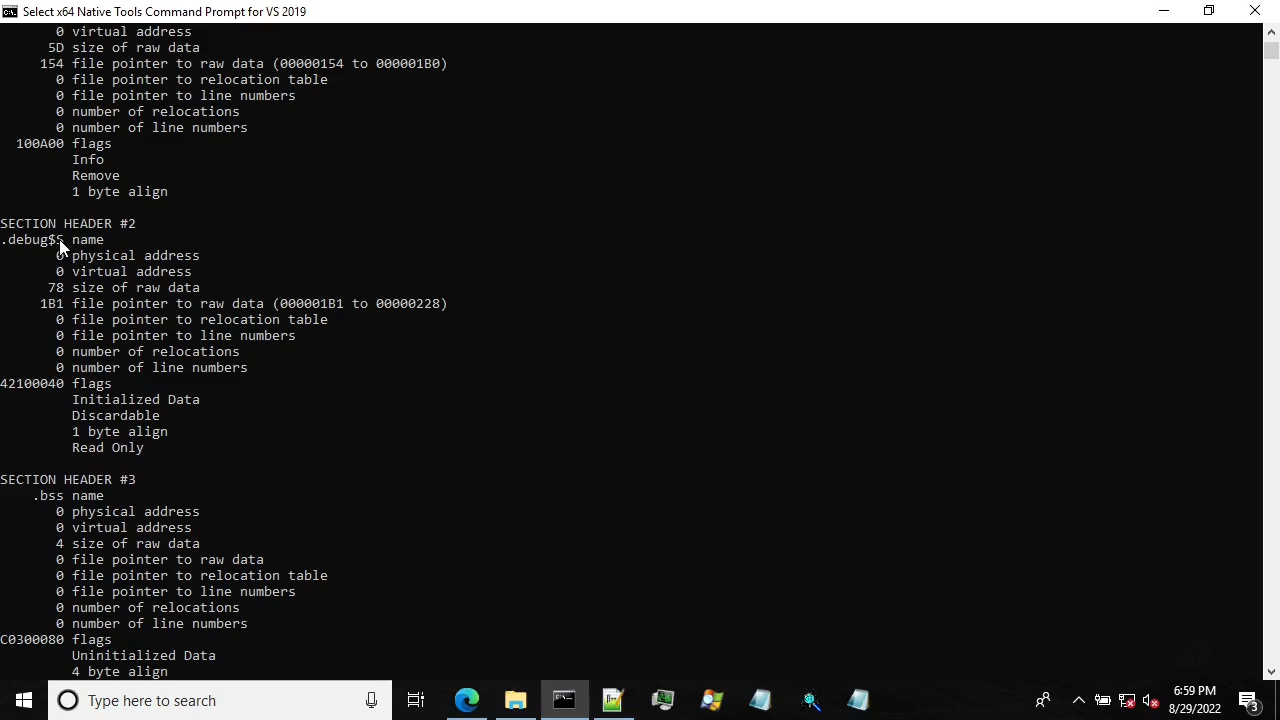 Select x64 Native Tools Command Prompt for VS 2019
0 virtual address
5D size of raw data
154 file pointer to raw data (00000154 to 000001B0)
0 file pointer to relocation table
0 file pointer to line numbers
0 number of relocations
0 number of line numbers
100A00 flags
Info
Remove
1 byte align
SECTION HEADER #2
.debug$S name
0 physical address
0 virtual address
78 size of raw data
1B1 file pointer to raw data (000001B1 to 00000228)
0 file pointer to relocation table
0 file pointer to line numbers
0 number of relocations
0 number of line numbers
42100040 flags
Initialized Data
Discardable
1 byte align
Read Only
SECTION HEADER #3
.bss name
0 physical address
0 virtual address
4 size of raw data
0 file pointer to raw data
0 file pointer to relocation table
0 file pointer to line numbers
0 number of relocations
0 number of line numbers
C0300080 flags
Uninitialized Data
4 byte align
Type here to search
6:59 PM
8/29/2022
3